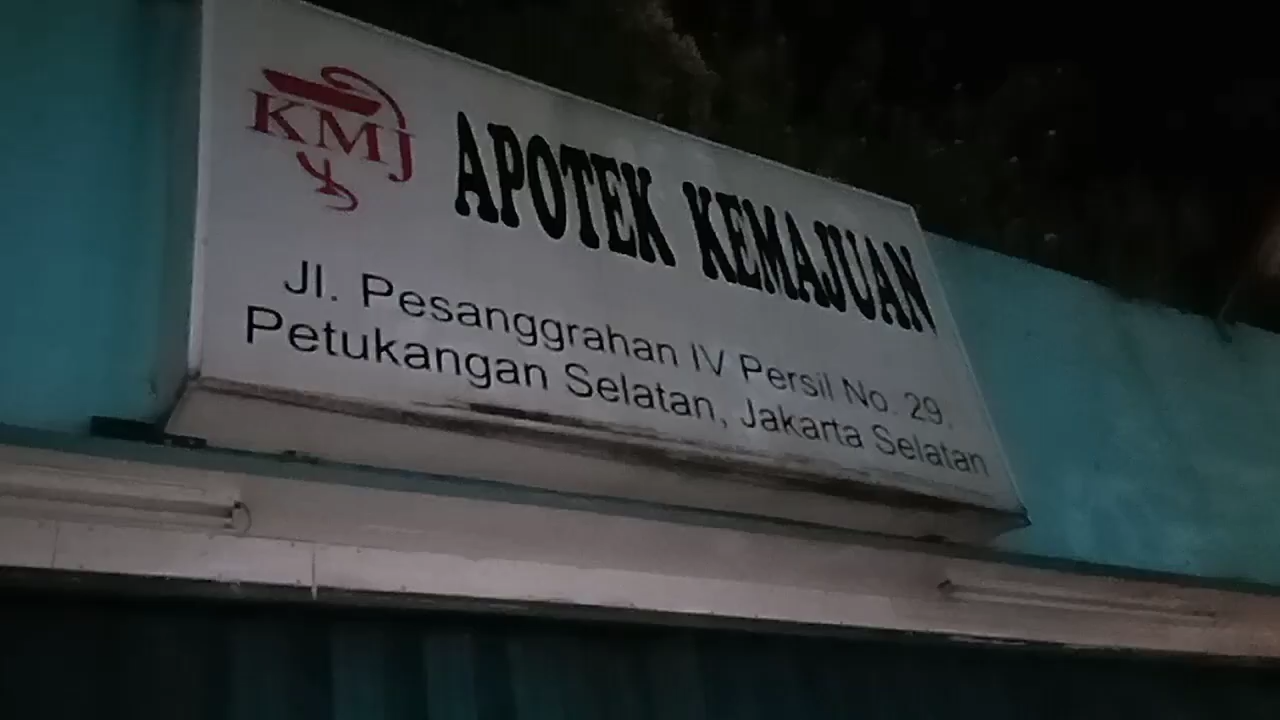 KMJ
APOTEK KEMAJUAN
Jl. Pesanggrahan IV Persil No. 29.
Petukangan Selatan, Jakarta Selatan